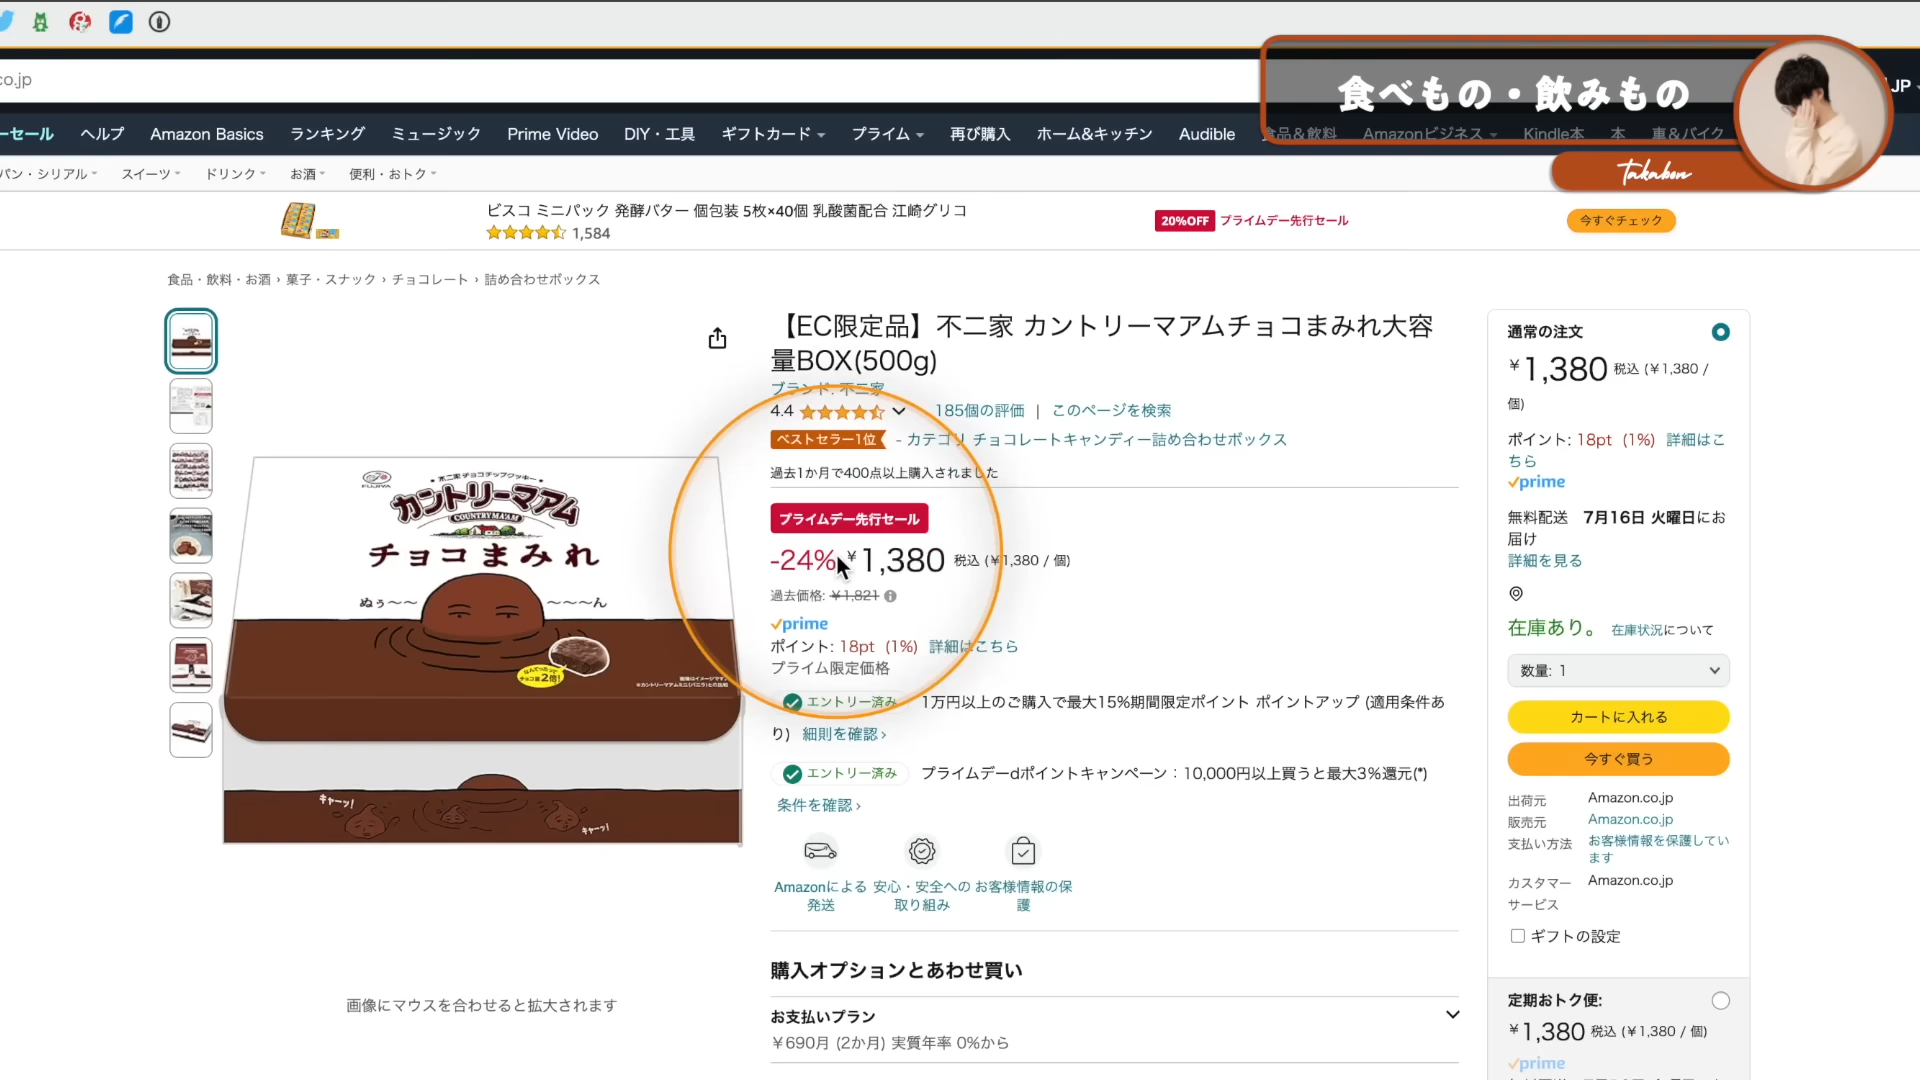 co.jp
食べもの・飲みもの
JP
ーセール ヘルプ Amazon Basics ランキング ミュージック Prime Video DIY・工具 ギフトカード プライム 再び購入 ホーム&キッチン Audible 食品&飲料 Amazonビジネス Kindle本 本 車&バイク
Takabon
パン・シリアル スイーツ ドリンク お酒 便利・おトク
ビスコ ミニパック 発酵バター 個包装 5枚×40個 乳酸菌配合 江崎グリコ
1,584
20%OFF プライムデー先行セール
今すぐチェック
食品・飲料・お酒 › 菓子・スナック › チョコレート › 詰め合わせボックス
FUJIYA
不二家 チョコチップクッキー
カントリーマアム
COUNTRY MA'AM
チョコまみれ
ぬぅ〜〜 〜〜〜ん
チョコ量2倍!
キャーッ!
キャーッ!
画像にマウスを合わせると拡大されます
【EC限定品】不二家 カントリーマアムチョコまみれ大容
量BOX(500g)
ブランド: 不二家
4.4 185個の評価 | このページを検索
ベストセラー1位 - カテゴリ チョコレートキャンディー詰め合わせボックス
過去1か月で400点以上購入されました
プライムデー先行セール
-24% ¥1,380 税込 (¥1,380 / 個)
過去価格: ¥1,821
prime
ポイント: 18pt (1%) 詳細はこちら
プライム限定価格
エントリー済み 1万円以上のご購入で最大15%期間限定ポイント ポイントアップ (適用条件あ
り) 細則を確認 ›
エントリー済み プライムデーdポイントキャンペーン：10,000円以上買うと最大3%還元(*)
条件を確認 ›
Amazonによる
発送
安心・安全への
取り組み
お客様情報の保
護
購入オプションとあわせ買い
お支払いプラン
￥690月 (2か月) 実質年率 0%から
通常の注文
¥1,380 税込 (¥1,380 /
個)
ポイント: 18pt (1%) 詳細はこ
ちら
prime
無料配送 7月16日 火曜日にお
届け
詳細を見る
在庫あり。 在庫状況について
数量: 1
カートに入れる
今すぐ買う
出荷元 Amazon.co.jp
販売元 Amazon.co.jp
支払い方法 お客様情報を保護してい
ます
カスタマー Amazon.co.jp
サービス
ギフトの設定
定期おトク便:
¥1,380 税込 (¥1,380 / 個)
prime